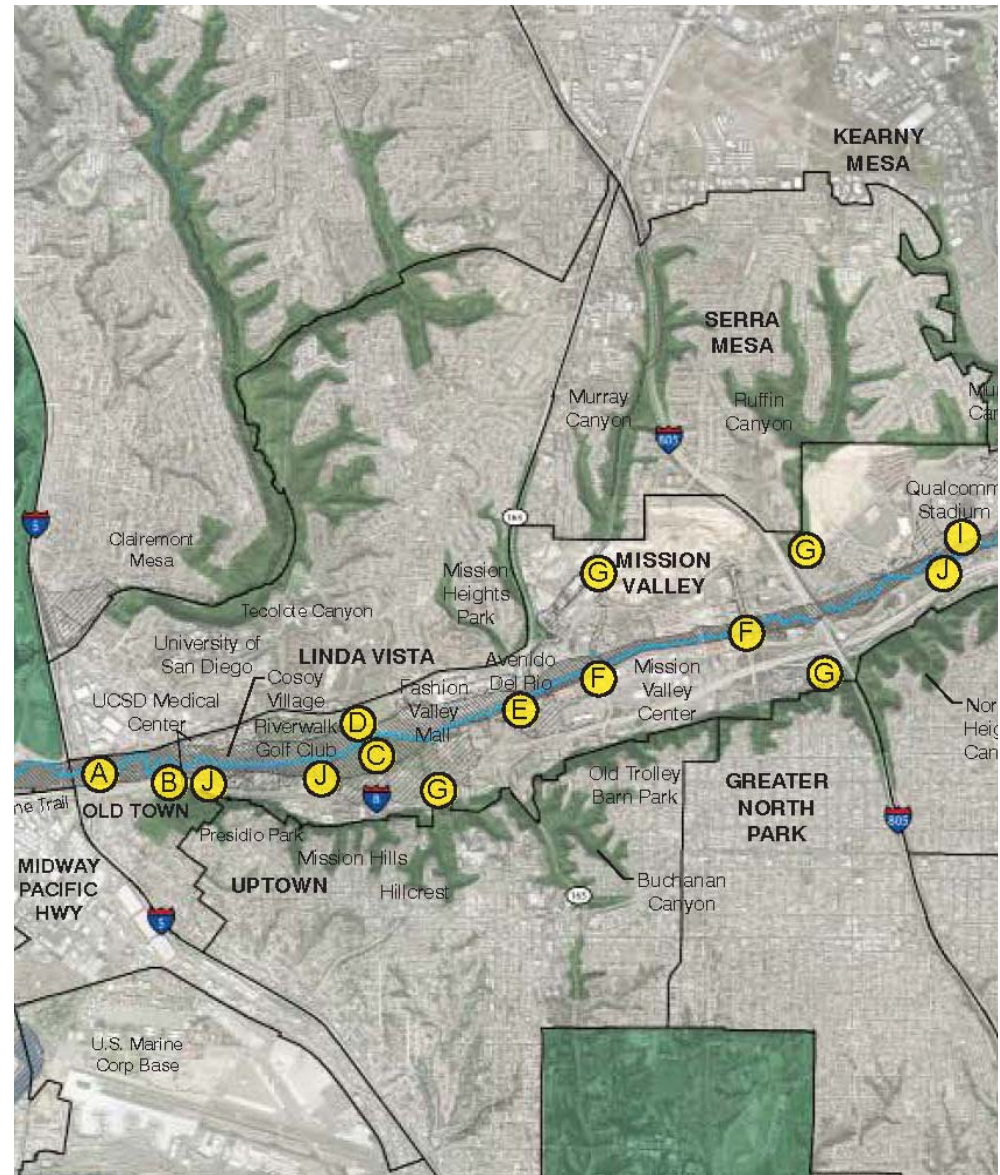 KEARNY
MESA
SERRA
MESA
Murray
Canyon
Ruffin
Canyon
805
Qualcomm
Stadium
I
5
163
Clairemont
Mesa
G
G
MISSION
VALLEY
J
Mission
Heights
Park
Tecolote Canyon
F
University of
San Diego
LINDA VISTA
Avenido
Del Rio
Mission
Valley
Center
G
F
Cosoy
Village
Fashion
Valley
Mall
UCSD Medical
Center
Riverwalk
Golf Club
D
E
C
A
B
J
J
G
8
Old Trolley
Barn Park
GREATER
NORTH
PARK
OLD TOWN
Presidio Park
Mission Hills
805
MIDWAY
PACIFIC
HWY
UPTOWN
Hillcrest
Buchanan
Canyon
163
5
U.S. Marine
Corp Base